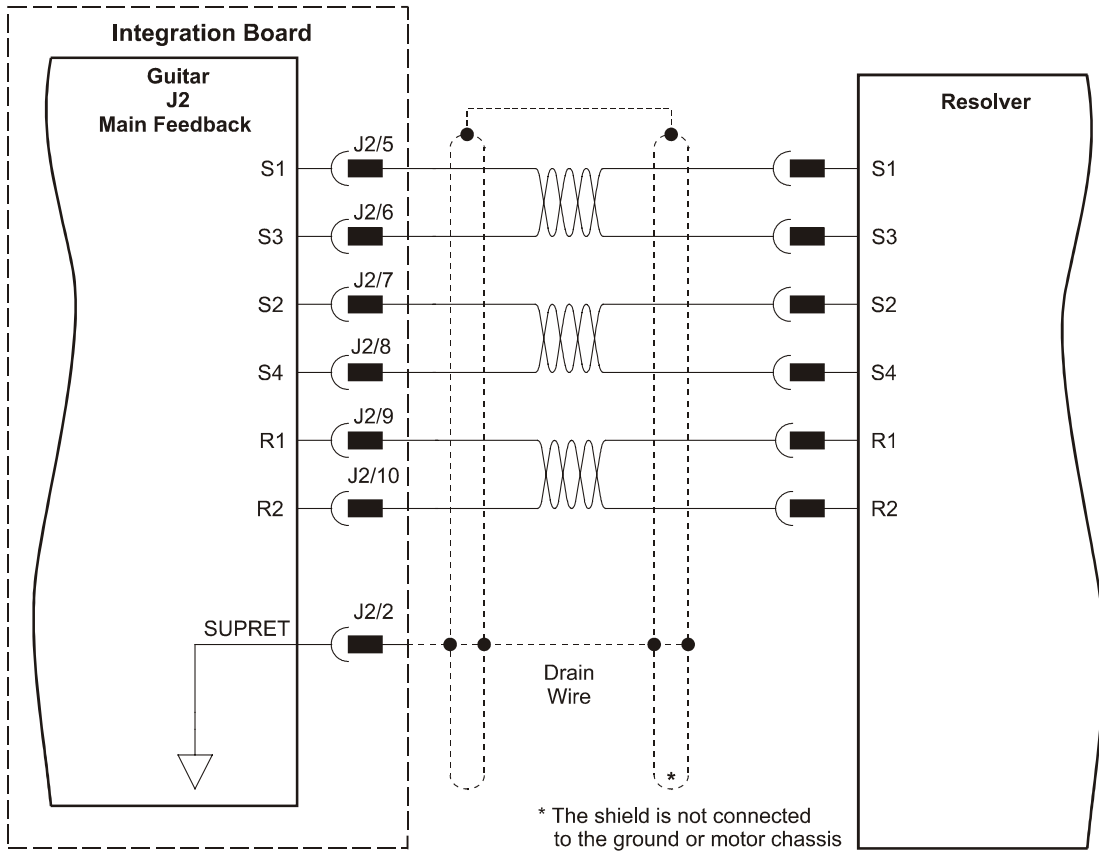 Integration Board
Guitar
J2
Main Feedback
Resolver
J2/5
S1
S1
J2/6
S3
S3
J2/7
S2
S2
J2/8
S4
S4
J2/9
R1
R1
J2/10
R2
R2
J2/2
SUPRET
Drain
Wire
*
* The shield is not connected
to the ground or motor chassis